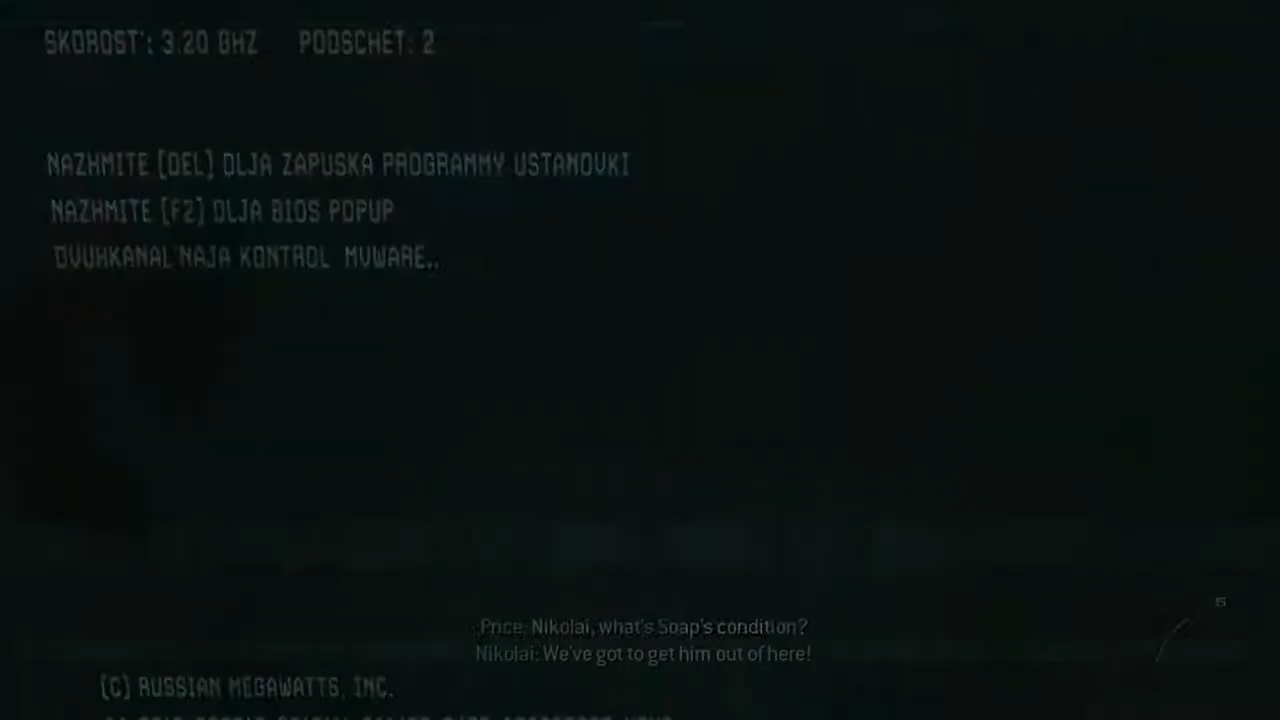 SKOROST': 3.20 GHZ PODSCHET: 2
NAZHMITE [DEL] DLJA ZAPUSKA PROGRAMMY USTANOVKI
NAZHMITE [F2] DLJA BIOS POPUP
DVUHKANAL'NAJA KONTROL MVWARE..
Price: Nikolai, what's Soap's condition?
Nikolai: We've got to get him out of here!
5
(C) RUSSIAN MEGAWATTS, INC.